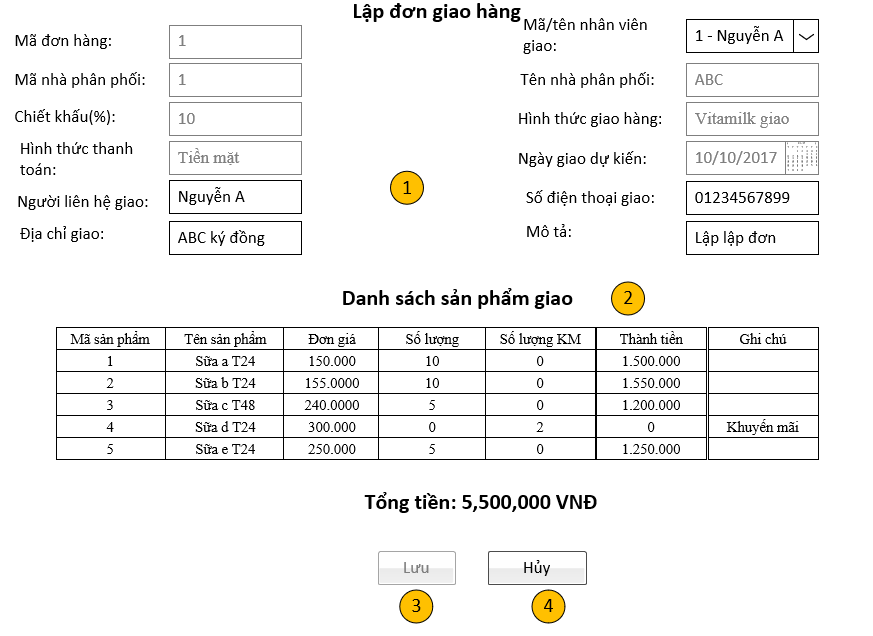 Lập đơn giao hàng
Mã đơn hàng: 1
Mã/tên nhân viên
giao: 1 - Nguyễn A
Mã nhà phân phối: 1
Tên nhà phân phối: ABC
Chiết khấu(%): 10
Hình thức giao hàng: Vitamilk giao
Hình thức thanh
toán: Tiền mặt
Ngày giao dự kiến: 10/10/2017
Người liên hệ giao: Nguyễn A
1
Số điện thoại giao: 01234567899
Địa chỉ giao: ABC ký đồng
Mô tả: Lập lập đơn
Danh sách sản phẩm giao 2
Mã sản phẩm Tên sản phẩm Đơn giá Số lượng Số lượng KM Thành tiền Ghi chú
1 Sữa a T24 150.000 10 0 1.500.000
2 Sữa b T24 155.0000 10 0 1.550.000
3 Sữa c T48 240.0000 5 0 1.200.000
4 Sữa d T24 300.000 0 2 0 Khuyến mãi
5 Sữa e T24 250.000 5 0 1.250.000
Tổng tiền: 5,500,000 VNĐ
Lưu Hủy
3 4